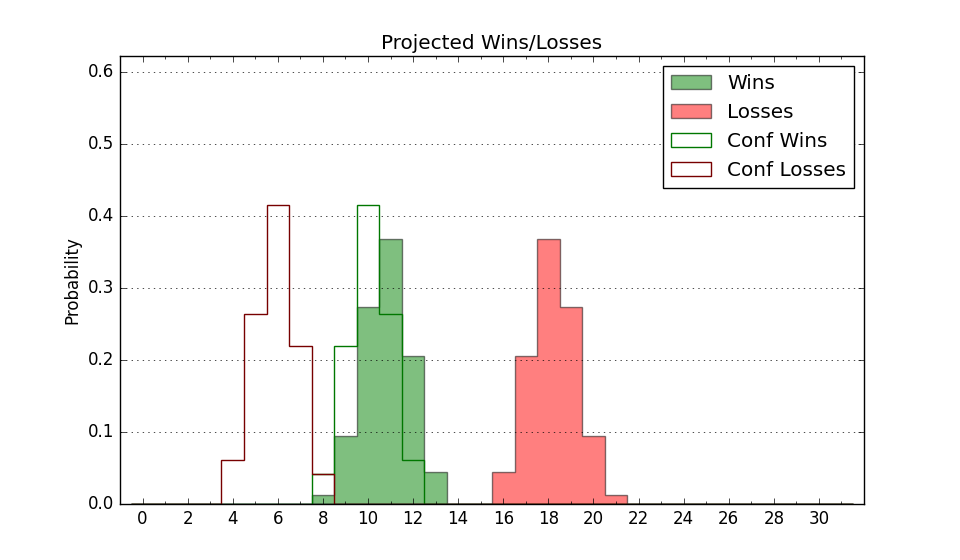 Projected Wins/Losses
Wins
Losses
Conf Wins
Conf Losses
Probability
0.6
0.5
0.4
0.3
0.2
0.1
0.0
0 2 4 6 8 10 12 14 16 18 20 22 24 26 28 30